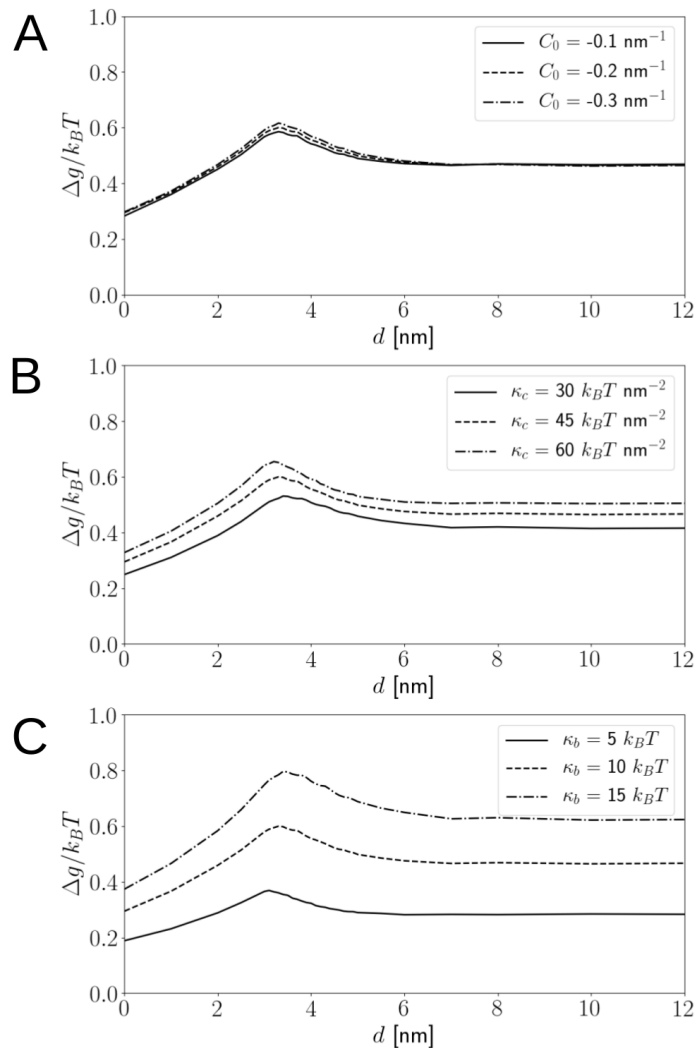 A
1.0
0.8
0.6
0.4
0.2
0.0
Δg/k_BT
C₀ = -0.1 nm⁻¹
C₀ = -0.2 nm⁻¹
C₀ = -0.3 nm⁻¹
0 2 4 6 8 10 12
d [nm]
B
1.0
0.8
0.6
0.4
0.2
0.0
Δg/k_BT
κ_c = 30 k_BT nm⁻²
κ_c = 45 k_BT nm⁻²
κ_c = 60 k_BT nm⁻²
0 2 4 6 8 10 12
d [nm]
C
1.0
0.8
0.6
0.4
0.2
0.0
Δg/k_BT
κ_b = 5 k_BT
κ_b = 10 k_BT
κ_b = 15 k_BT
0 2 4 6 8 10 12
d [nm]